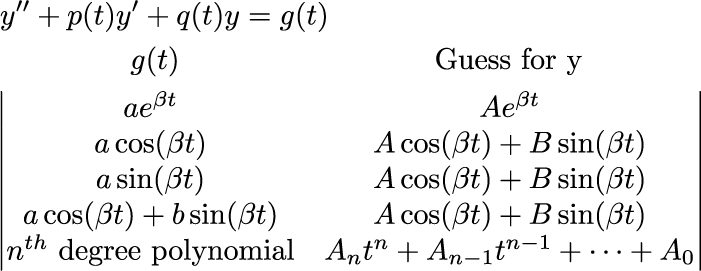 y'' + p(t)y' + q(t)y = g(t)
g(t) Guess for y
ae^{βt} Ae^{βt}
a cos(βt) A cos(βt) + B sin(βt)
a sin(βt) A cos(βt) + B sin(βt)
a cos(βt) + b sin(βt) A cos(βt) + B sin(βt)
n^{th} degree polynomial A_n t^n + A_{n−1} t^{n−1} + ⋯ + A_0